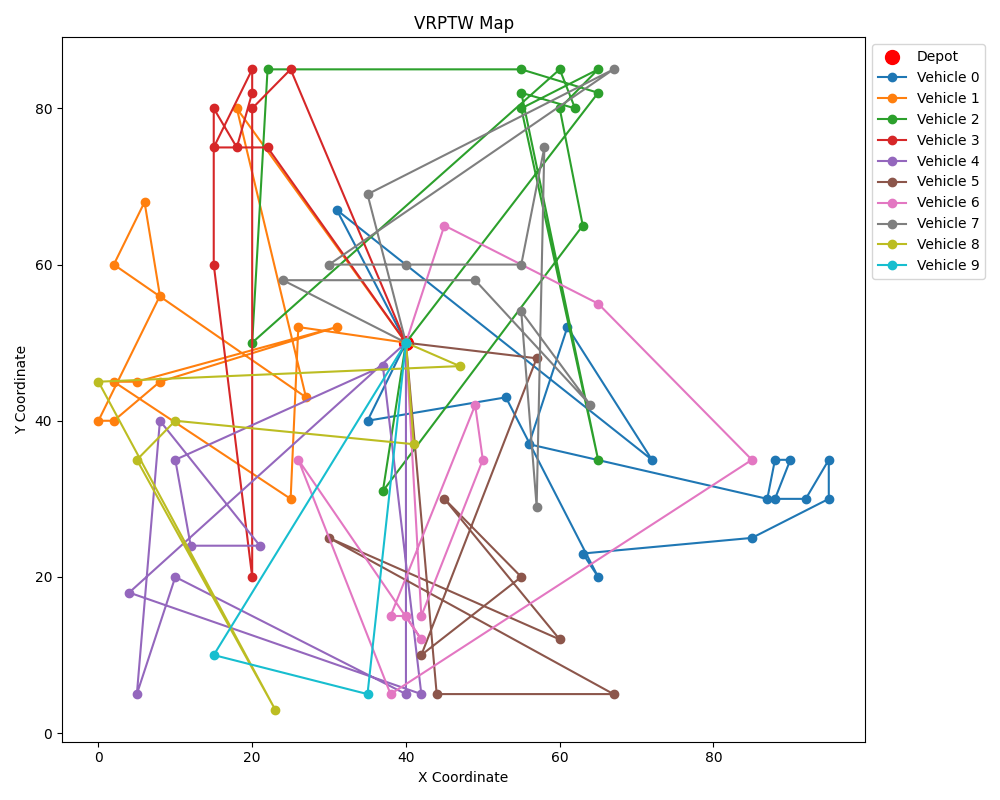 VRPTW Map
Depot
Vehicle 0
Vehicle 1
Vehicle 2
Vehicle 3
Vehicle 4
Vehicle 5
Vehicle 6
Vehicle 7
Vehicle 8
Vehicle 9
Y Coordinate
80
60
40
20
0
0 20 40 60 80
X Coordinate